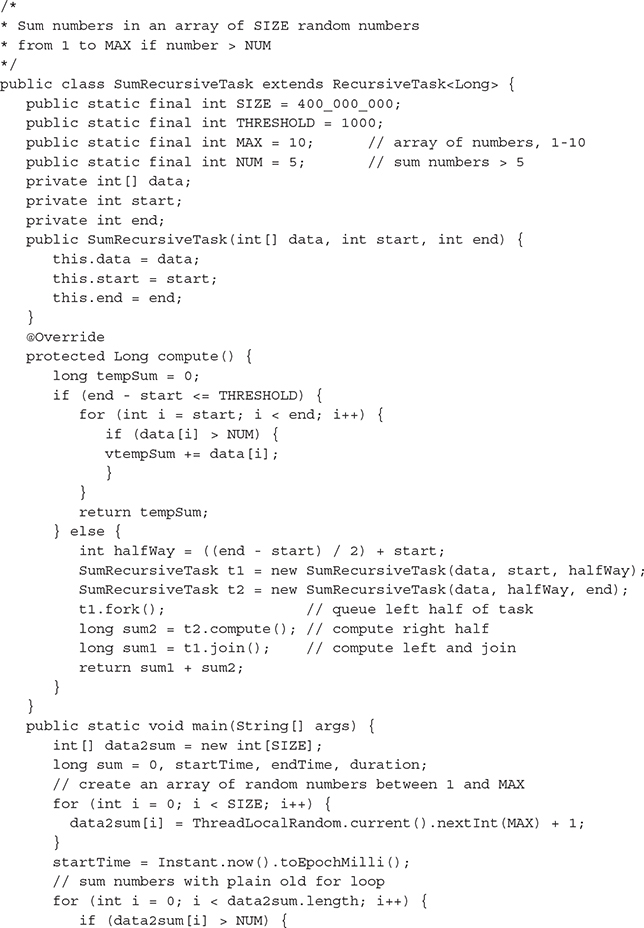 /*
* Sum numbers in an array of SIZE random numbers
* from 1 to MAX if number > NUM
*/
public class SumRecursiveTask extends RecursiveTask<Long> {
   public static final int SIZE = 400_000_000;
   public static final int THRESHOLD = 1000;
   public static final int MAX = 10;      // array of numbers, 1-10
   public static final int NUM = 5;       // sum numbers > 5
   private int[] data;
   private int start;
   private int end;
   public SumRecursiveTask(int[] data, int start, int end) {
      this.data = data;
      this.start = start;
      this.end = end;
   }
   @Override
   protected Long compute() {
      long tempSum = 0;
      if (end - start <= THRESHOLD) {
         for (int i = start; i < end; i++) {
            if (data[i] > NUM) {
            vtempSum += data[i];
            }
         }
         return tempSum;
      } else {
         int halfWay = ((end - start) / 2) + start;
         SumRecursiveTask t1 = new SumRecursiveTask(data, start, halfWay);
         SumRecursiveTask t2 = new SumRecursiveTask(data, halfWay, end);
         t1.fork();                // queue left half of task
         long sum2 = t2.compute(); // compute right half
         long sum1 = t1.join();    // compute left and join
         return sum1 + sum2;
      }
   }
   public static void main(String[] args) {
      int[] data2sum = new int[SIZE];
      long sum = 0, startTime, endTime, duration;
      // create an array of random numbers between 1 and MAX
      for (int i = 0; i < SIZE; i++) {
        data2sum[i] = ThreadLocalRandom.current().nextInt(MAX) + 1;
      }
      startTime = Instant.now().toEpochMilli();
      // sum numbers with plain old for loop
      for (int i = 0; i < data2sum.length; i++) {
         if (data2sum[i] > NUM) {